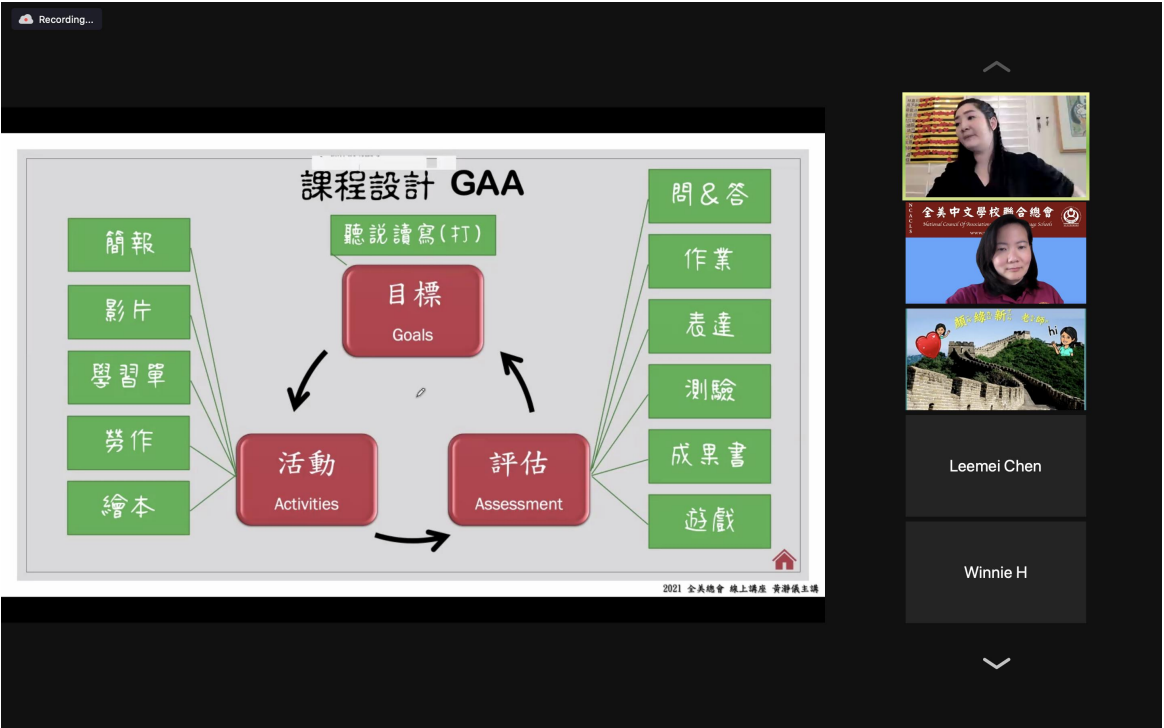 Recording...
課程設計 GAA
聽說讀寫(打)
目標
Goals
簡報
影片
學習單
勞作
繪本
活動
Activities
評估
Assessment
問&答
作業
表達
測驗
成果書
遊戲
2021 全美總會 線上講座 黃瀞儀主講
NCACLS
全美中文學校聯合總會
National Council of Associations
hi
Leemei Chen
Winnie H